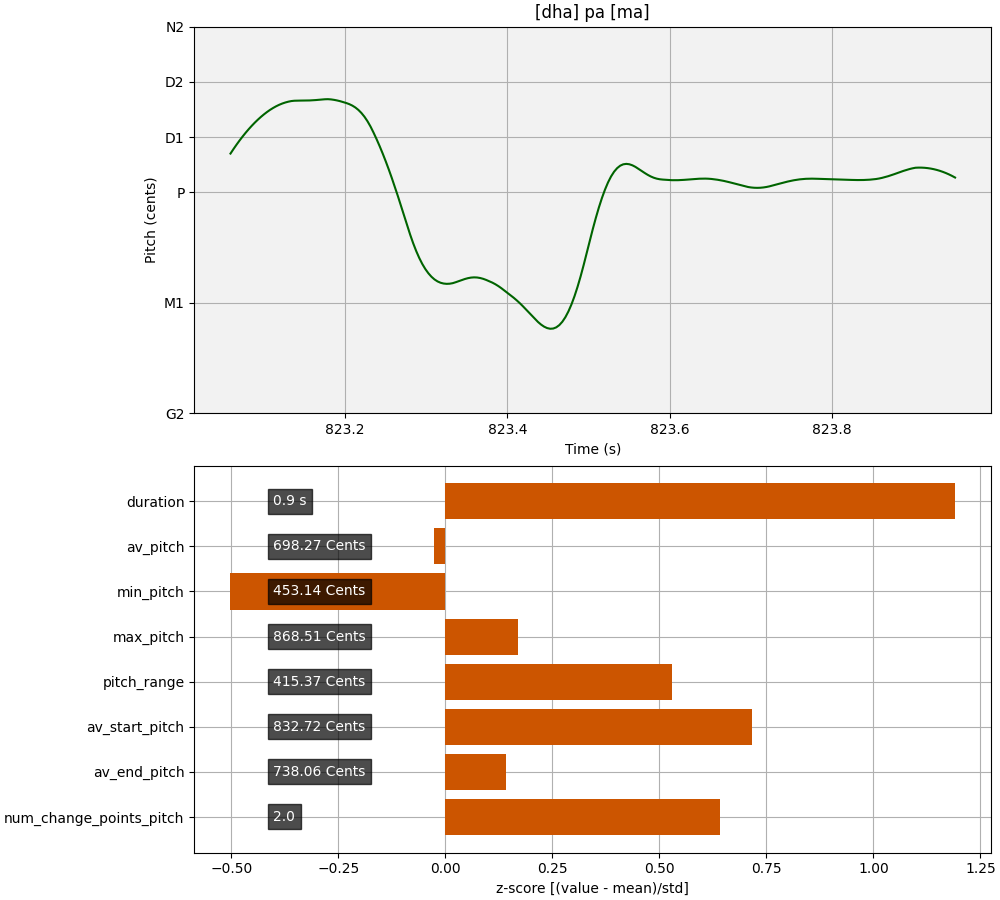 [dha] pa [ma]
N2
D2
D1
P
M1
G2
Pitch (cents)
823.2 823.4 823.6 823.8
Time (s)
duration 0.9 s
av_pitch 698.27 Cents
min_pitch 453.14 Cents
max_pitch 868.51 Cents
pitch_range 415.37 Cents
av_start_pitch 832.72 Cents
av_end_pitch 738.06 Cents
num_change_points_pitch 2.0
−0.50 −0.25 0.00 0.25 0.50 0.75 1.00 1.25
z-score [(value - mean)/std]